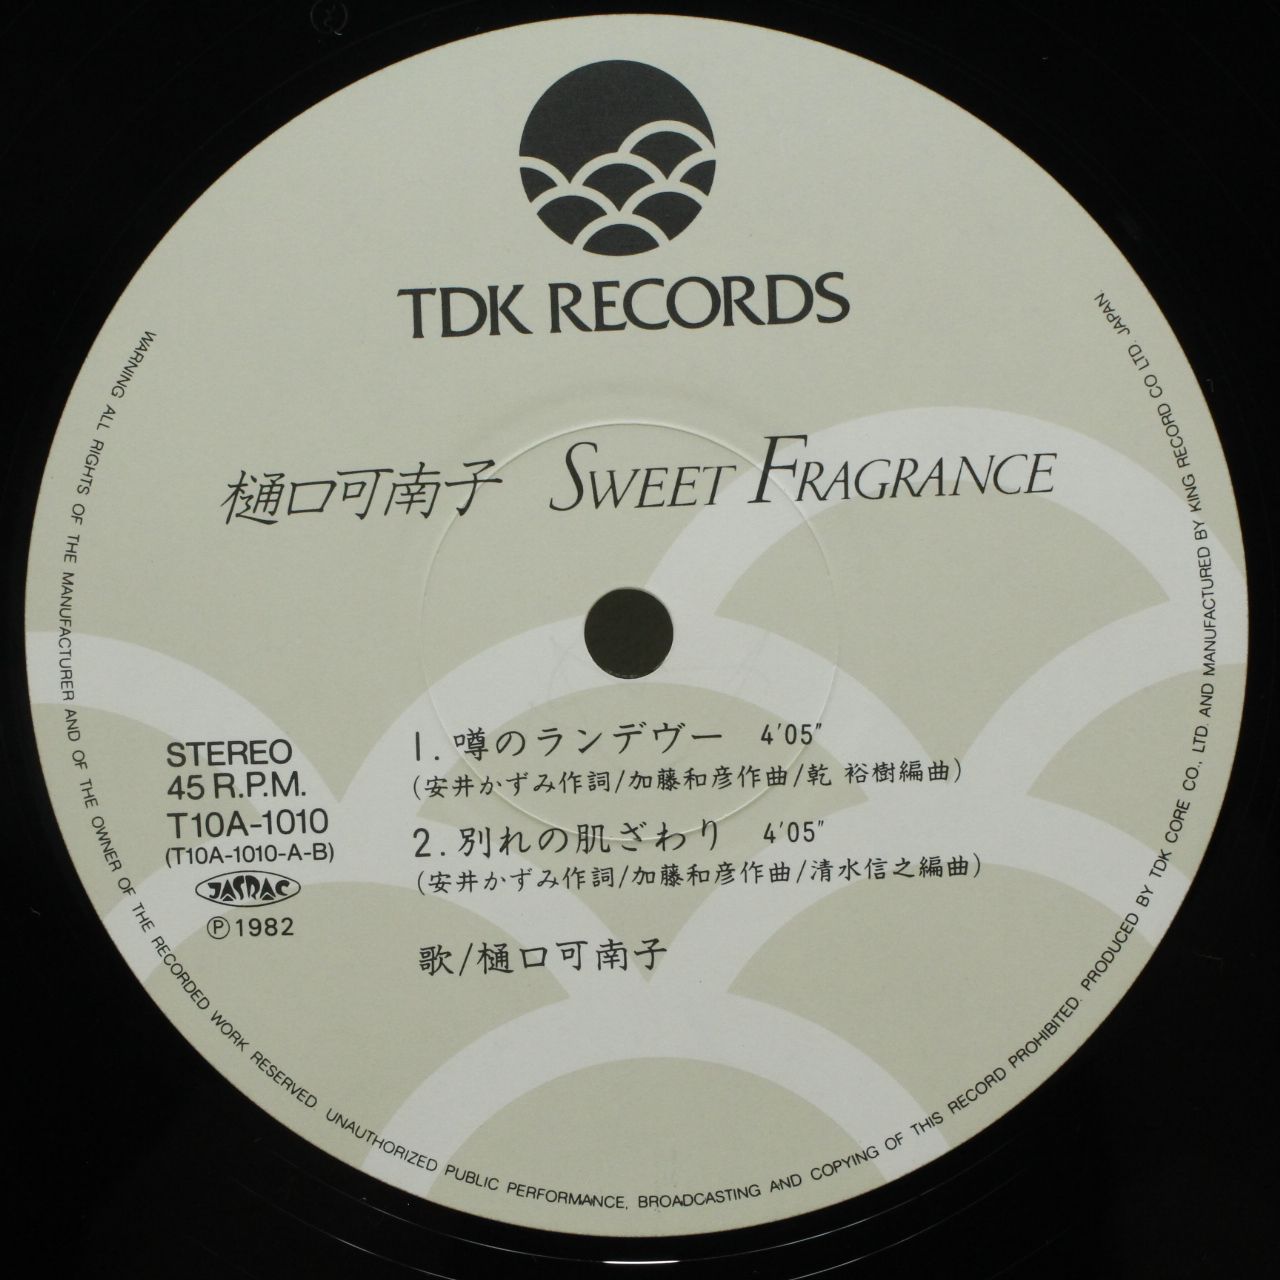 TDK RECORDS
樋口可南子 SWEET FRAGRANCE
STEREO
45 R.P.M.
T10A-1010
(T10A-1010-A-B)
JASRAC
Ⓟ1982
1. 噂のランデヴー 4′05″
(安井かずみ作詞/加藤和彦作曲/乾 裕樹編曲)
2. 別れの肌ざわり 4′05″
(安井かずみ作詞/加藤和彦作曲/清水信之編曲)
歌/樋口可南子
WARNING ALL RIGHTS OF THE MANUFACTURER AND OF THE OWNER OF THE RECORDED WORK RESERVED. UNAUTHORIZED PUBLIC PERFORMANCE, BROADCASTING AND COPYING OF THIS RECORD PROHIBITED. PRODUCED BY TDK CORE CO., LTD. AND MANUFACTURED BY KING RECORD CO LTD. JAPAN.